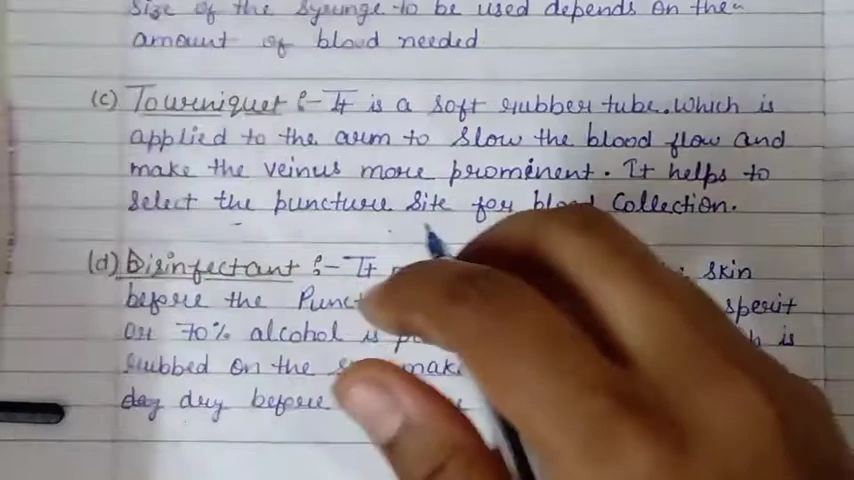 Size of the Syrunge to be used depends on the
amount of blood needed
(c) Tourniquet :- It is a soft rubber tube. Which is
applied to the arm to slow the blood flow and
make the veinus more prominent. It helps to
select the puncture site for blood Collection.
(d) Disinfectant :- It skin
before the sperit
or 70% alcohol is is
rubbed on the make
day dry before